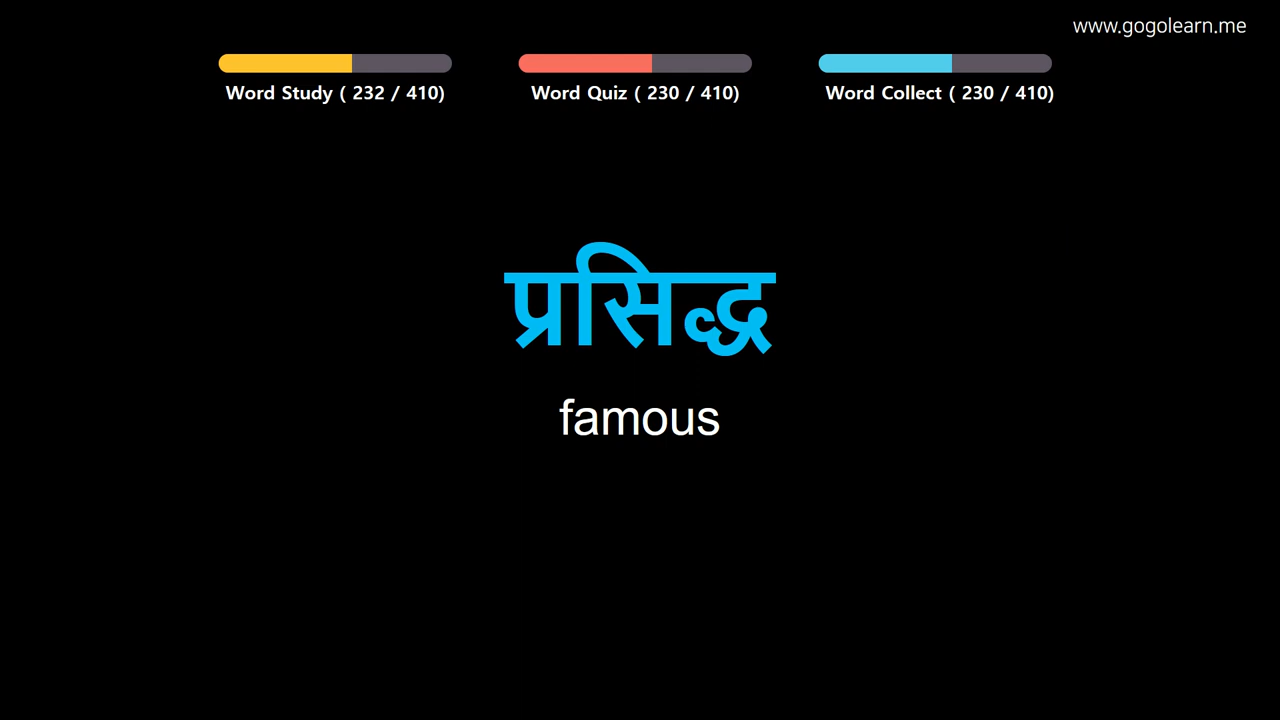 www.gogolearn.me
Word Study ( 232 / 410) Word Quiz ( 230 / 410) Word Collect ( 230 / 410)
प्रसिद्ध
famous